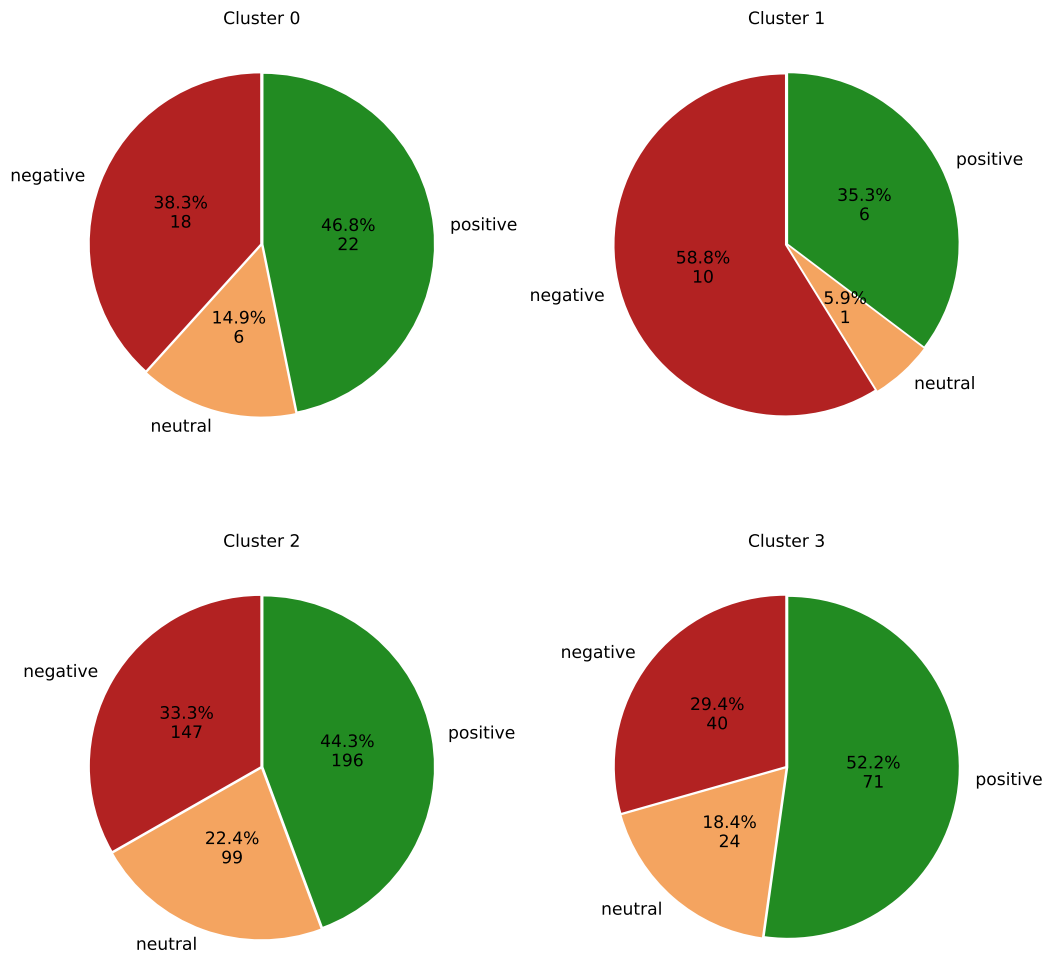 Cluster 0
negative
38.3%
18
46.8%
22
positive
14.9%
6
neutral
Cluster 1
positive
35.3%
6
58.8%
10
negative
5.9%
1
neutral
Cluster 2
negative
33.3%
147
44.3%
196
positive
22.4%
99
neutral
Cluster 3
negative
29.4%
40
52.2%
71
positive
18.4%
24
neutral